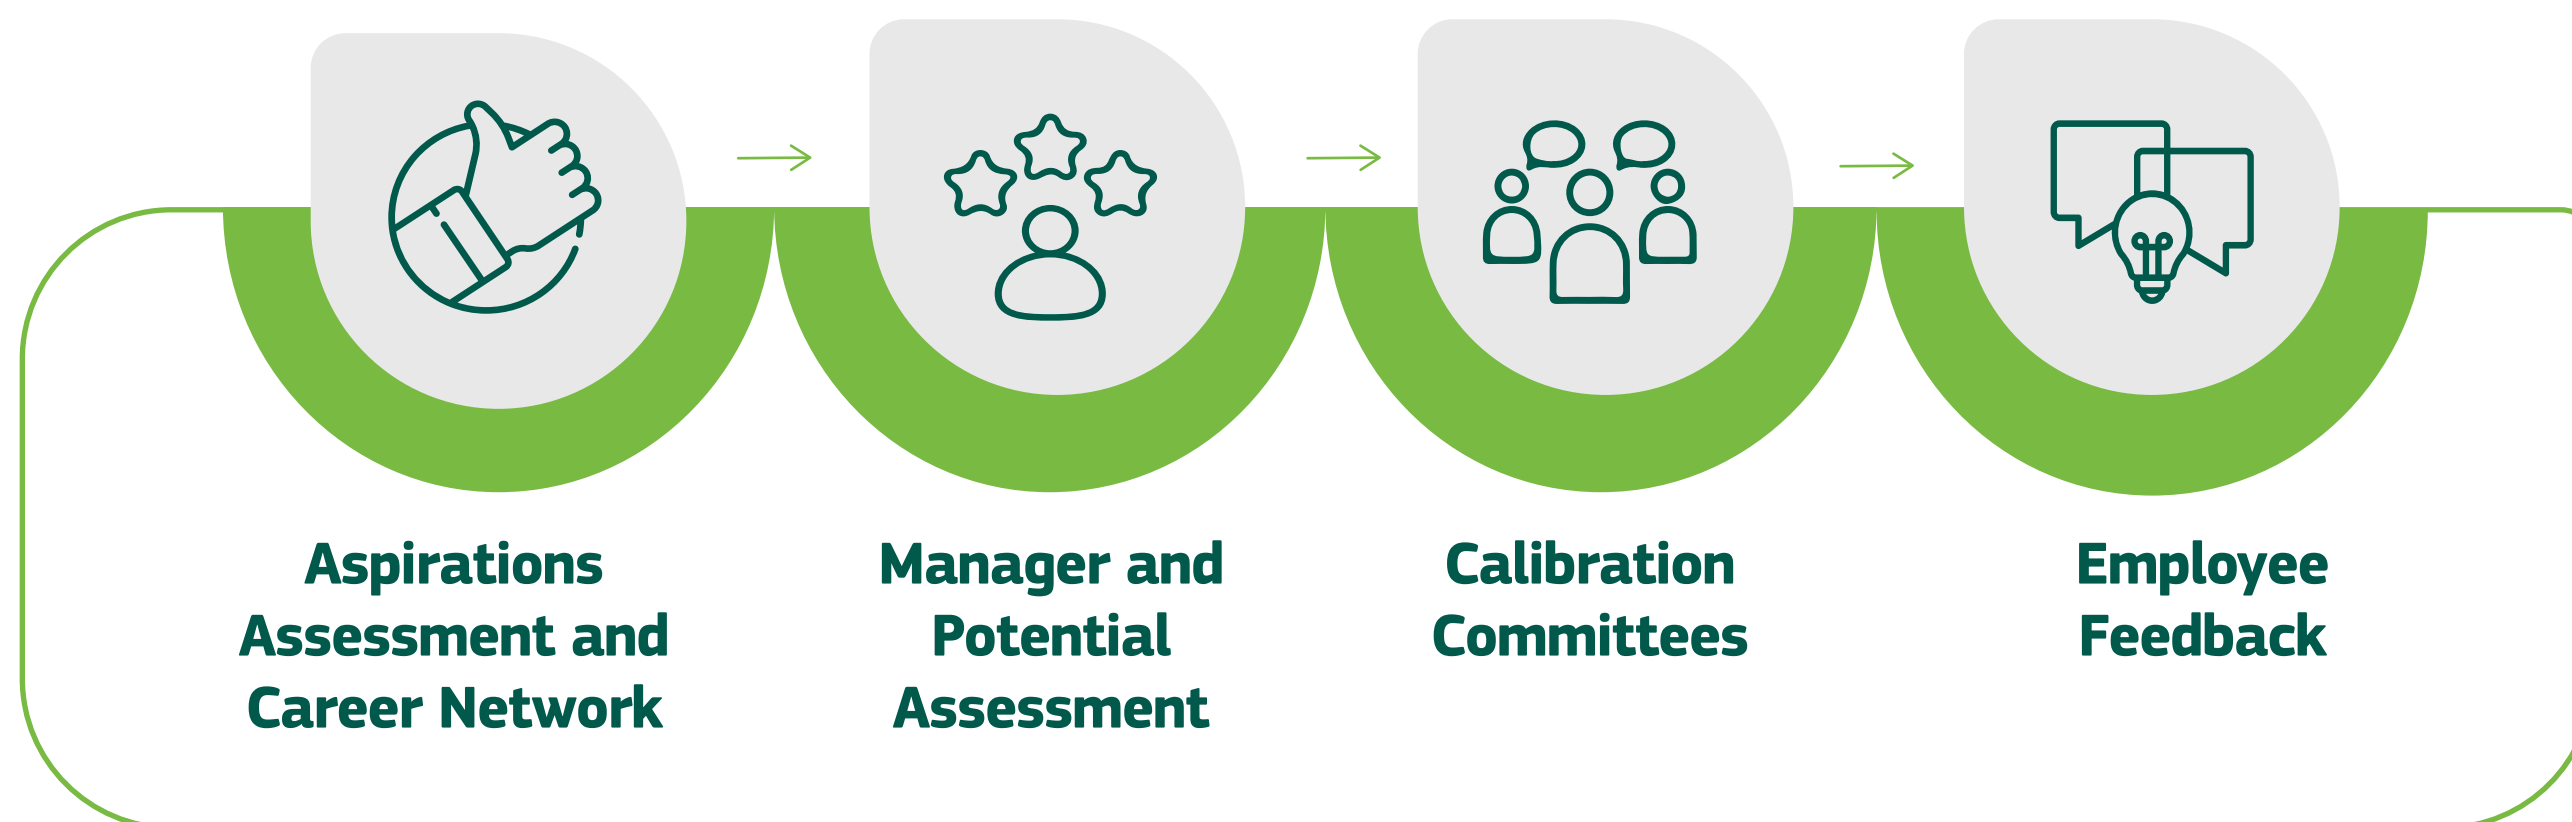 Aspirations
Assessment and
Career Network
Manager and
Potential
Assessment
Calibration
Committees
Employee
Feedback